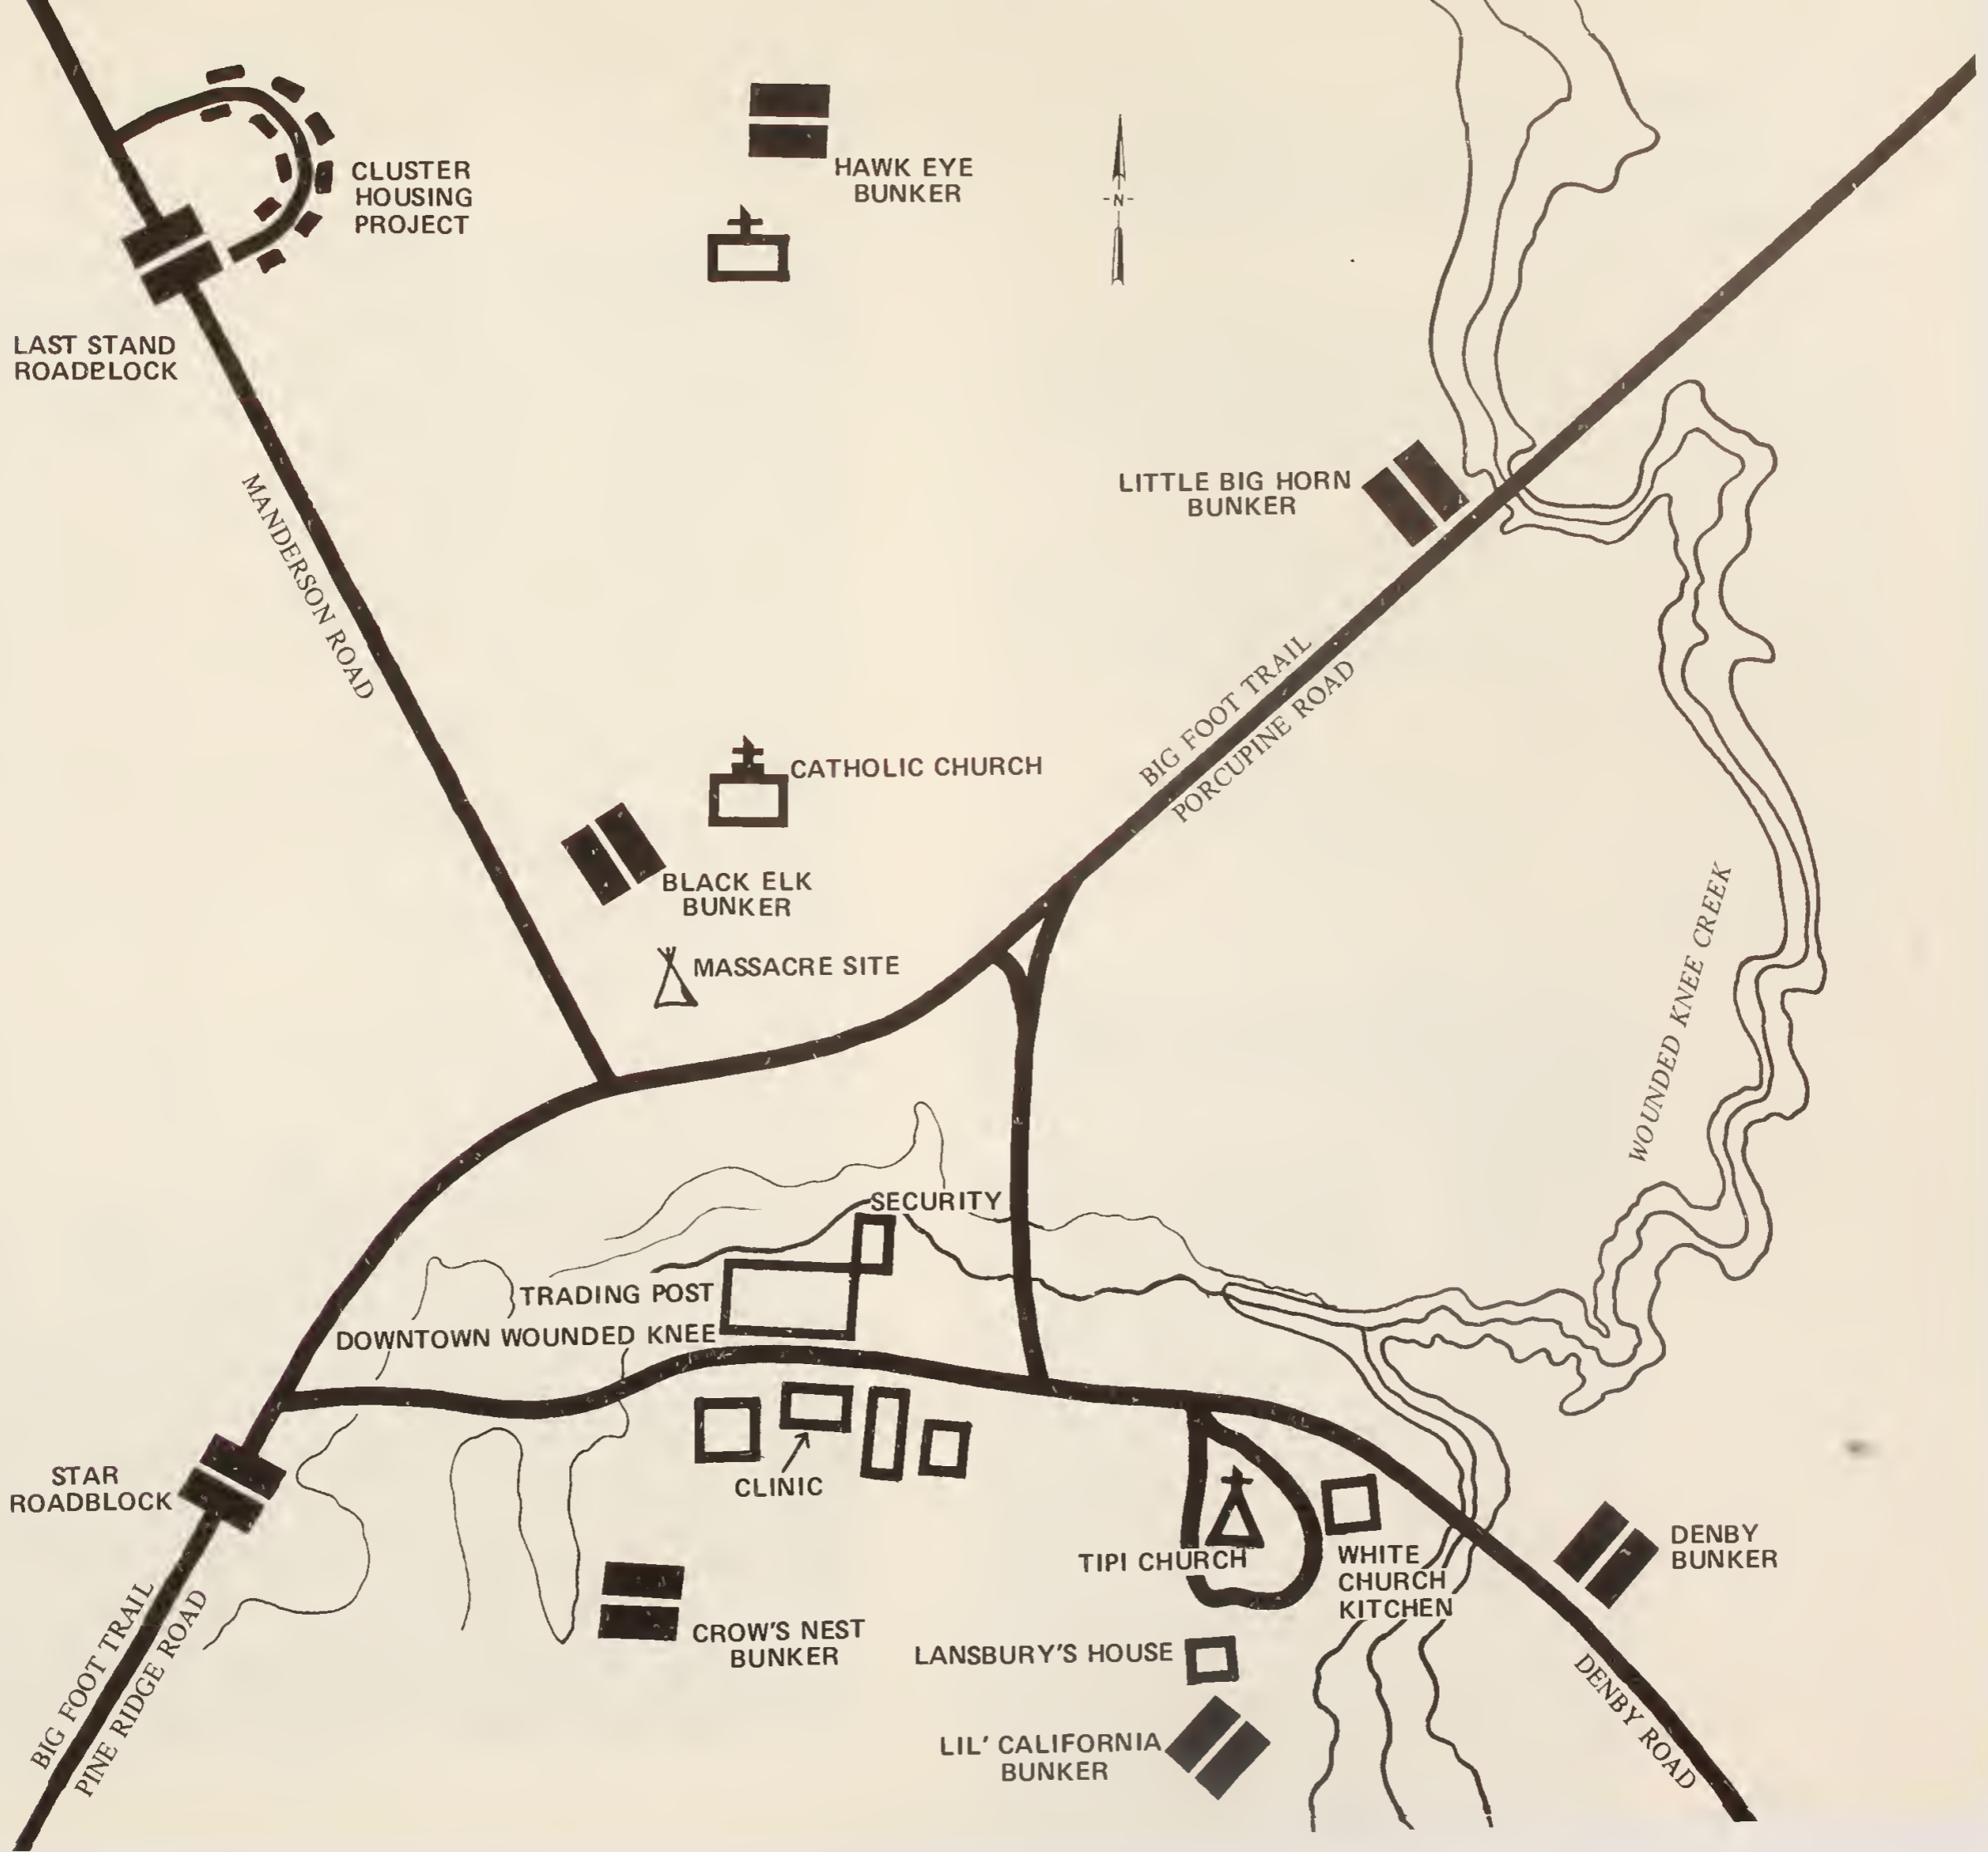 CLUSTER
HOUSING
PROJECT
HAWK EYE
BUNKER
-N-
LAST STAND
ROADBLOCK
MANDERSON ROAD
LITTLE BIG HORN
BUNKER
BIG FOOT TRAIL
PORCUPINE ROAD
CATHOLIC CHURCH
BLACK ELK
BUNKER
MASSACRE SITE
WOUNDED KNEE CREEK
SECURITY
TRADING POST
DOWNTOWN WOUNDED KNEE
STAR
ROADBLOCK
CLINIC
TIPI CHURCH
WHITE
CHURCH
KITCHEN
DENBY
BUNKER
CROW'S NEST
BUNKER
LANSBURY'S HOUSE
BIG FOOT TRAIL
PINE RIDGE ROAD
LIL' CALIFORNIA
BUNKER
DENBY ROAD